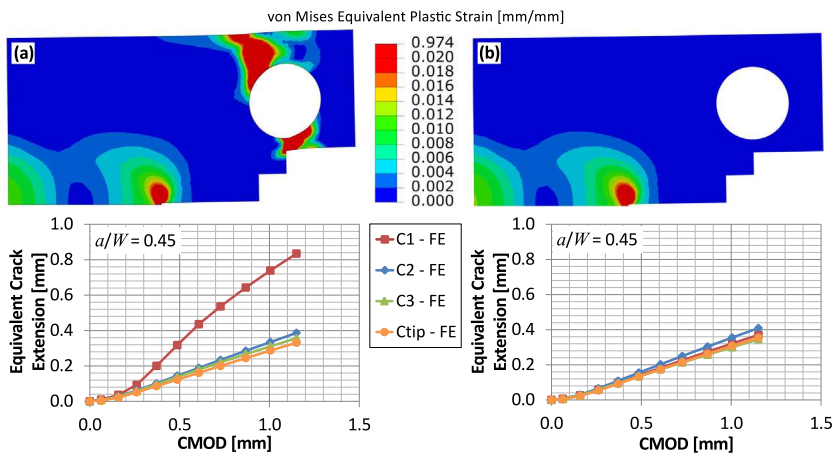 von Mises Equivalent Plastic Strain [mm/mm]
(a)
0.974
0.020
0.018
0.016
0.014
0.012
0.010
0.008
0.006
0.004
0.002
0.000
(b)
Equivalent Crack
Extension [mm]
1.0
0.8
0.6
0.4
0.2
0.0
a/W = 0.45
0.0 0.5 1.0 1.5
CMOD [mm]
C1 - FE
C2 - FE
C3 - FE
Ctip - FE
Equivalent Crack
Extension [mm]
1.0
0.8
0.6
0.4
0.2
0.0
a/W = 0.45
0.0 0.5 1.0 1.5
CMOD [mm]